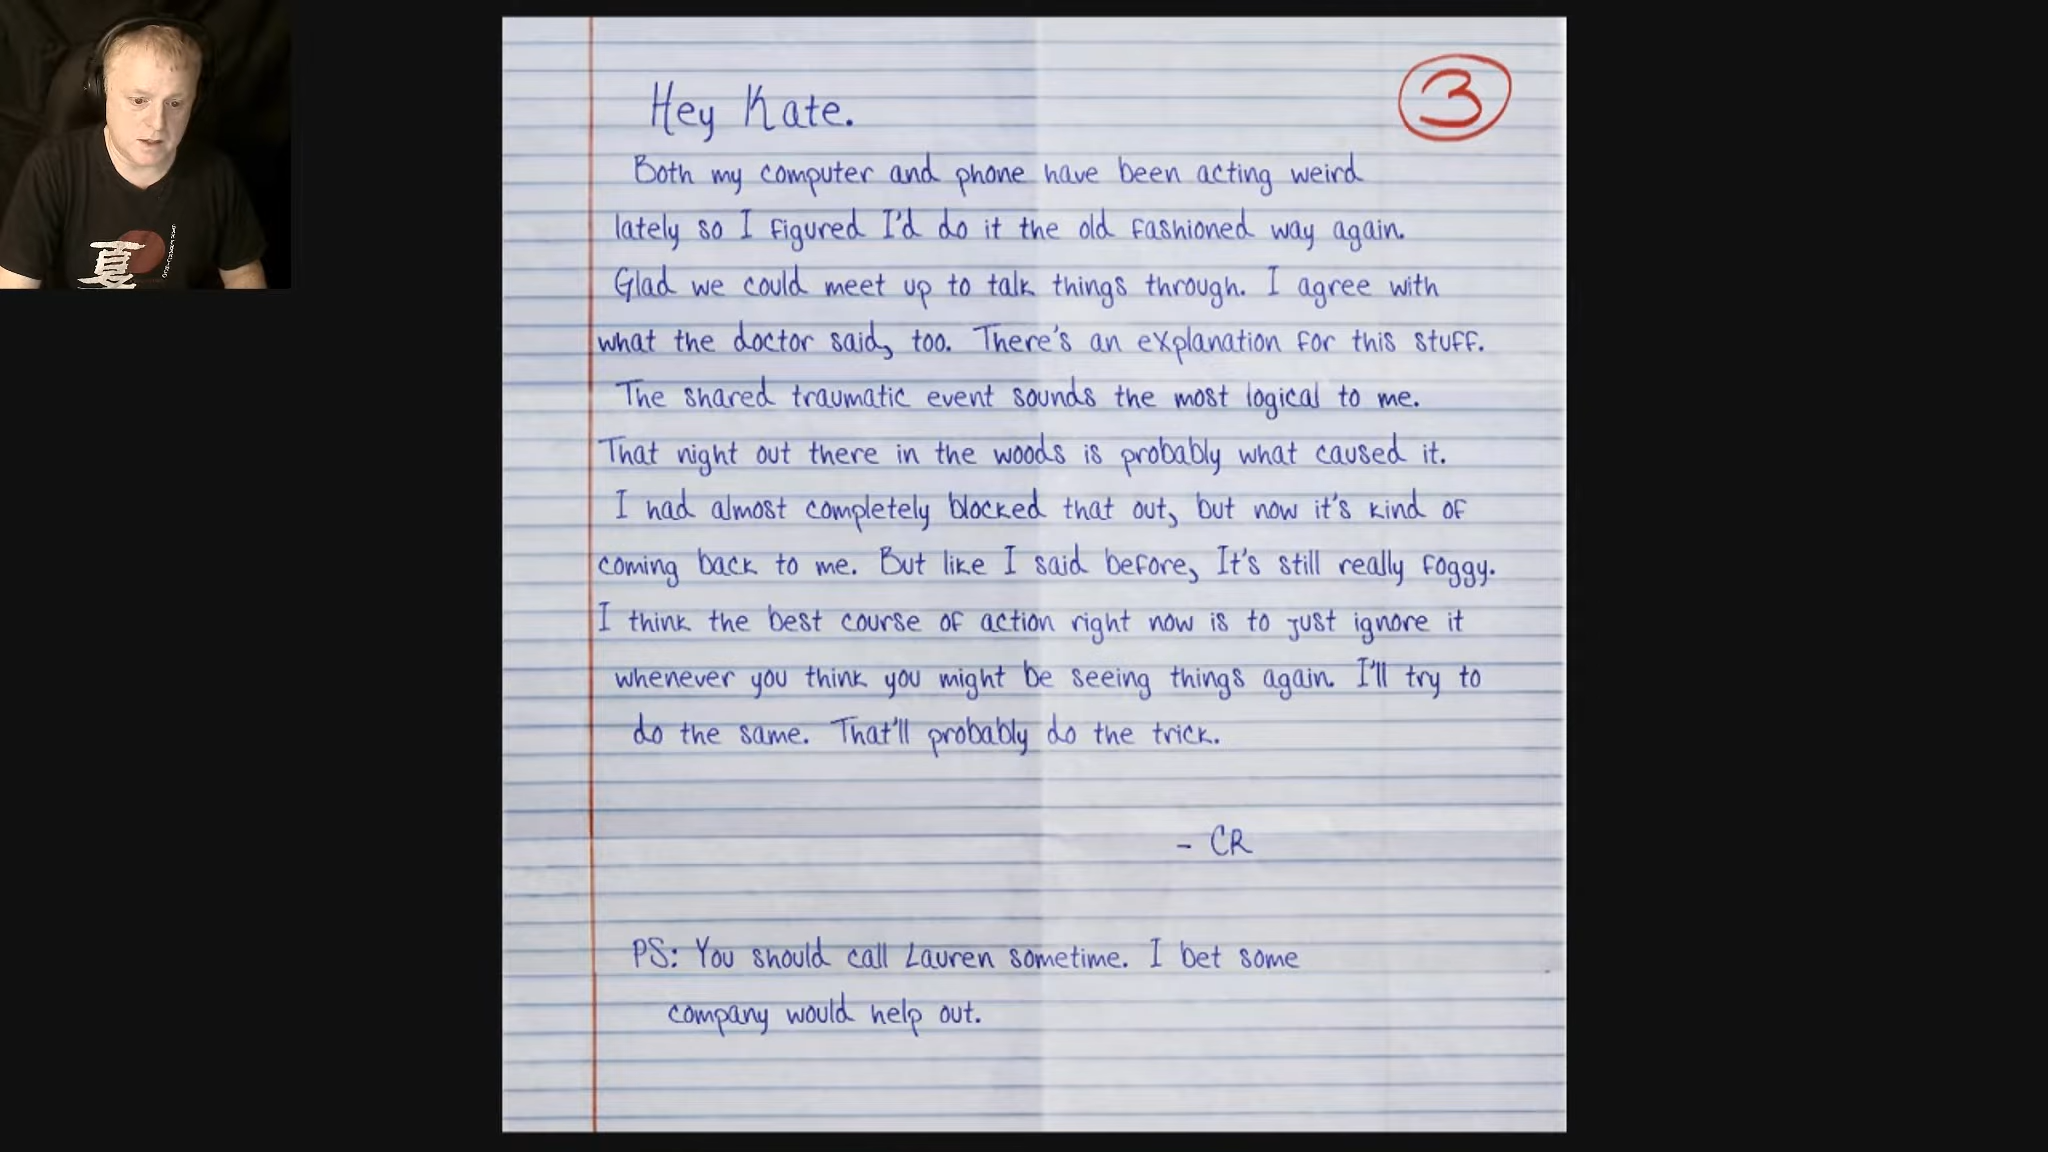 3
Hey Kate.
Both my computer and phone have been acting weird
lately so I figured I'd do it the old fashioned way again.
Glad we could meet up to talk things through. I agree with
what the doctor said, too. There's an explanation for this stuff.
The shared traumatic event sounds the most logical to me.
That night out there in the woods is probably what caused it.
I had almost completely blocked that out, but now it's kind of
coming back to me. But like I said before, It's still really foggy.
I think the best course of action right now is to just ignore it
whenever you think you might be seeing things again. I'll try to
do the same. That'll probably do the trick.
- CR
PS: You should call Lauren sometime. I bet some
company would help out.